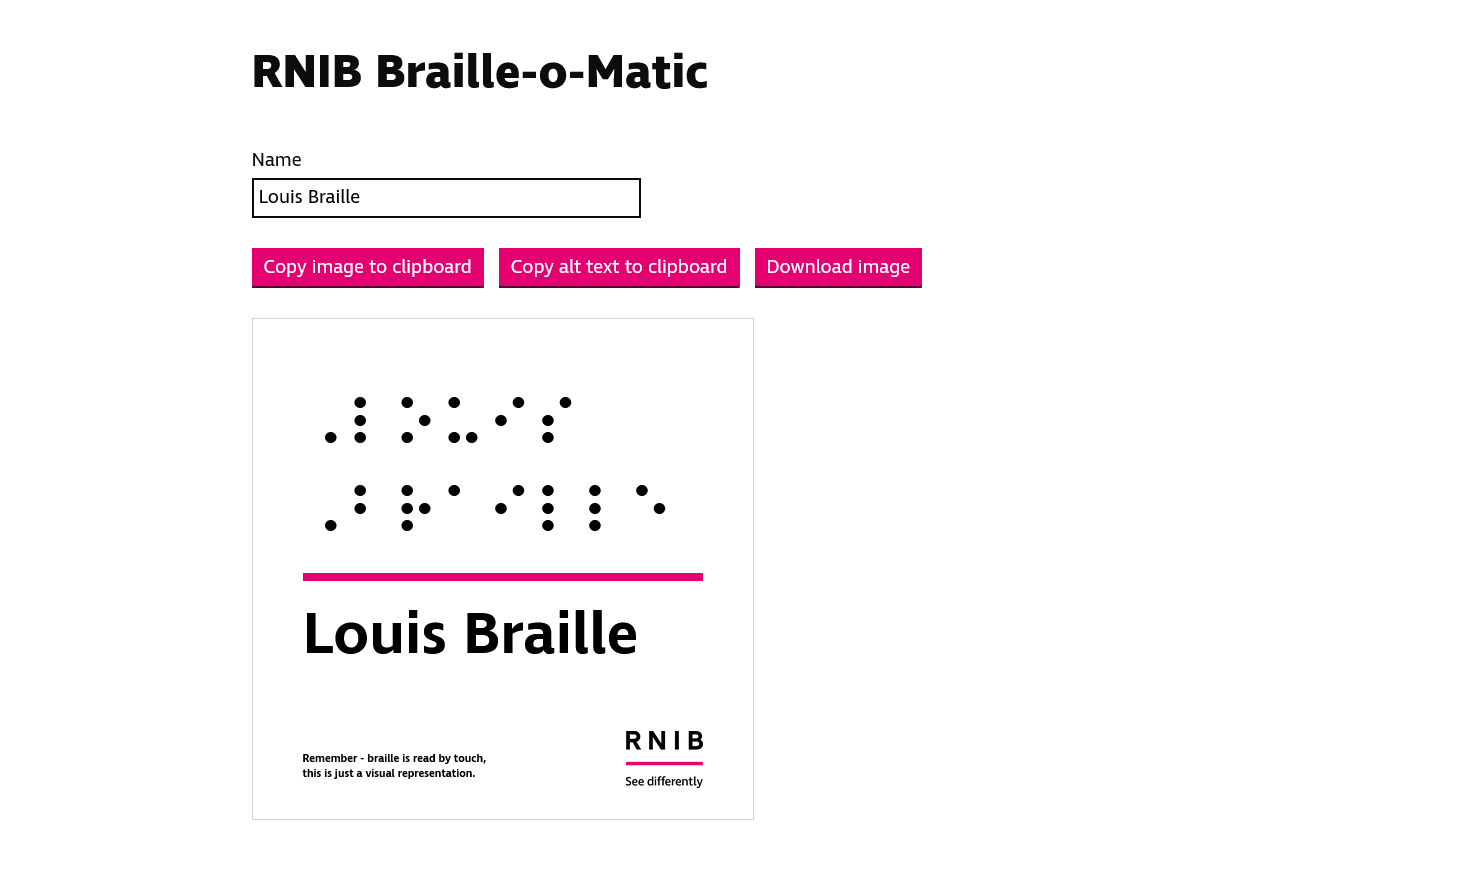 RNIB Braille-o-Matic
Name
Louis Braille
Copy image to clipboard Copy alt text to clipboard Download image
⠠⠇⠕⠥⠊⠎
⠠⠃⠗⠁⠊⠇⠇⠑
Louis Braille
Remember - braille is read by touch,
this is just a visual representation.
RNIB
See differently